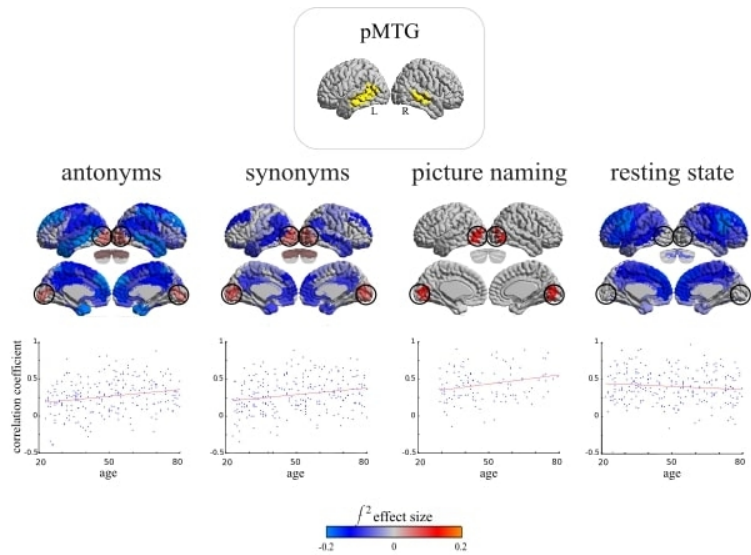 pMTG
L R
antonyms synonyms picture naming resting state
correlation coefficient
1 1 1 1
0.5 0.5 0.5 0.5
0 0 0 0
-0.5 -0.5 -0.5 -0.5
20 50 80 20 50 80 20 50 80 20 50 80
age age age age
f² effect size
-0.2 0 0.2